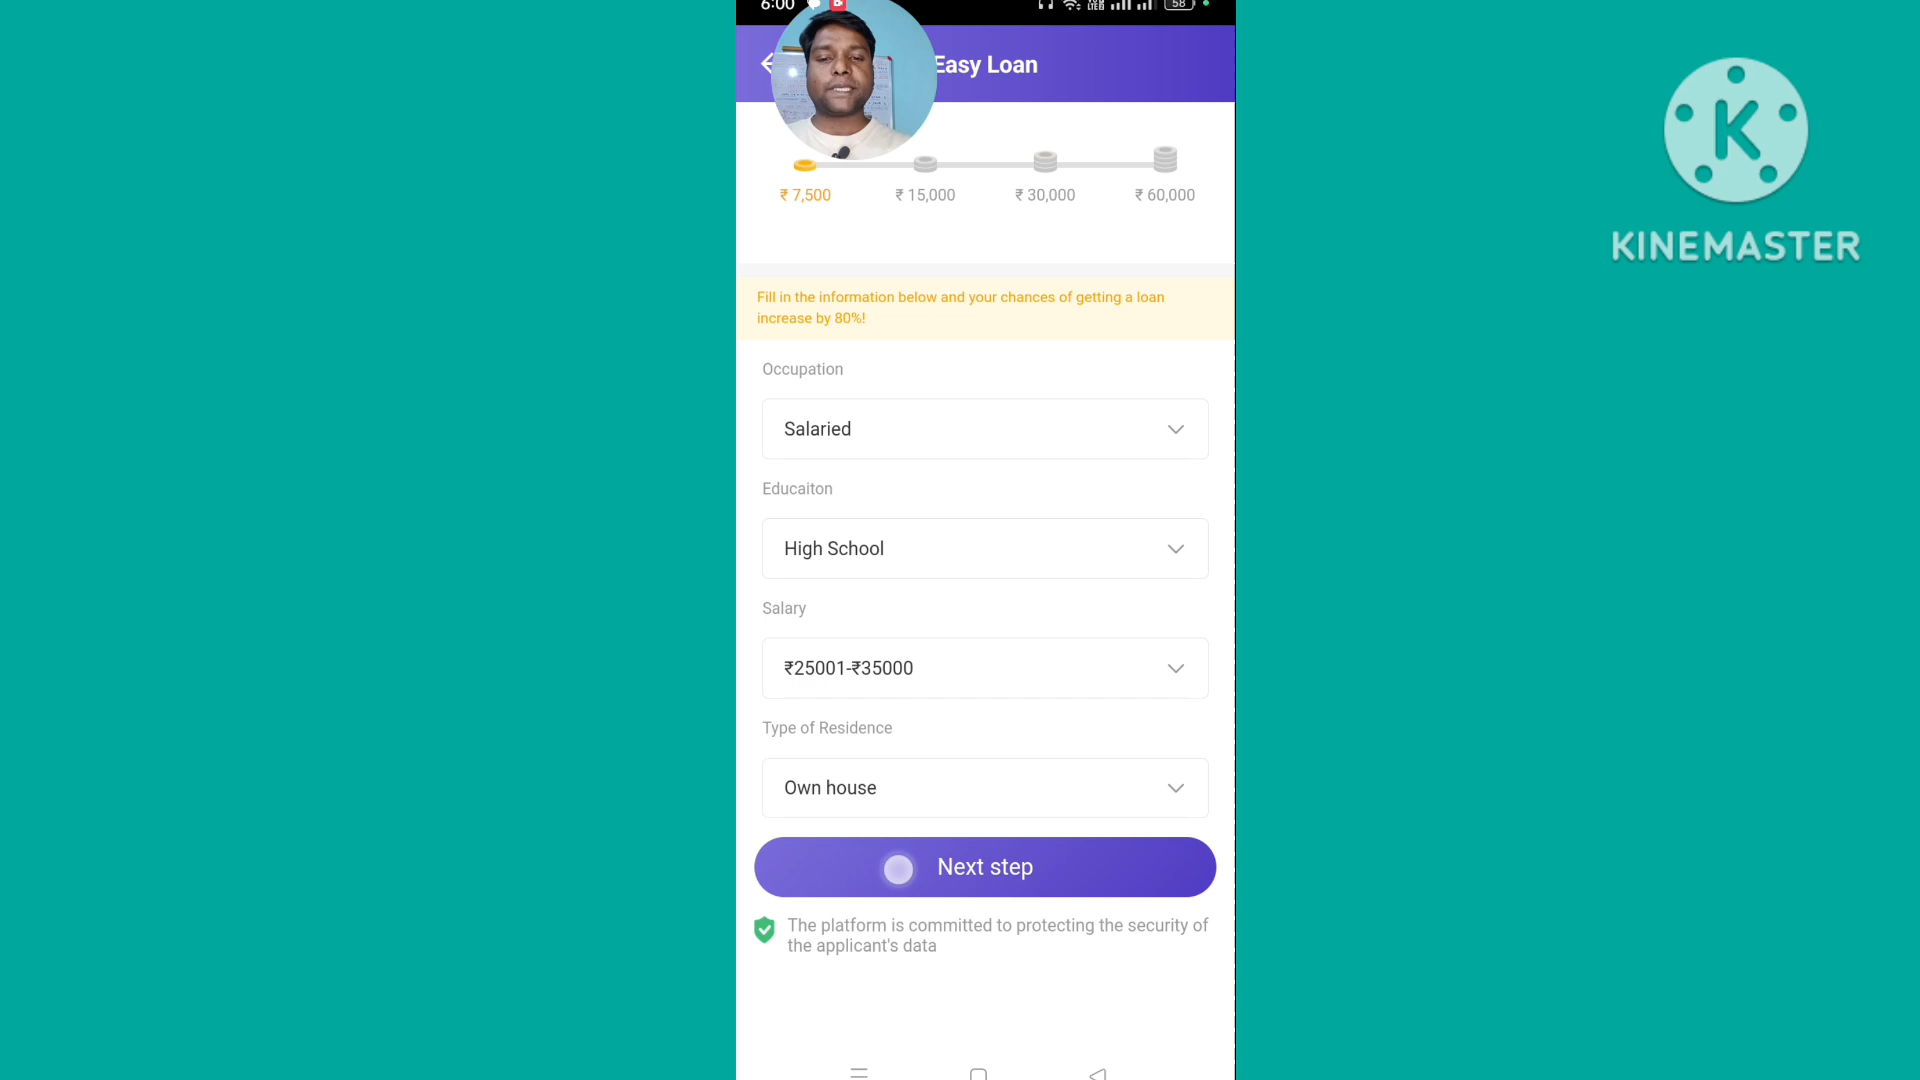 6:00
58
Easy Loan
₹ 7,500
₹ 15,000
₹ 30,000
₹ 60,000
K
KINEMASTER
Fill in the information below and your chances of getting a loan
increase by 80%!
Occupation
Salaried
Educaiton
High School
Salary
₹25001-₹35000
Type of Residence
Own house
Next step
The platform is committed to protecting the security of
the applicant's data